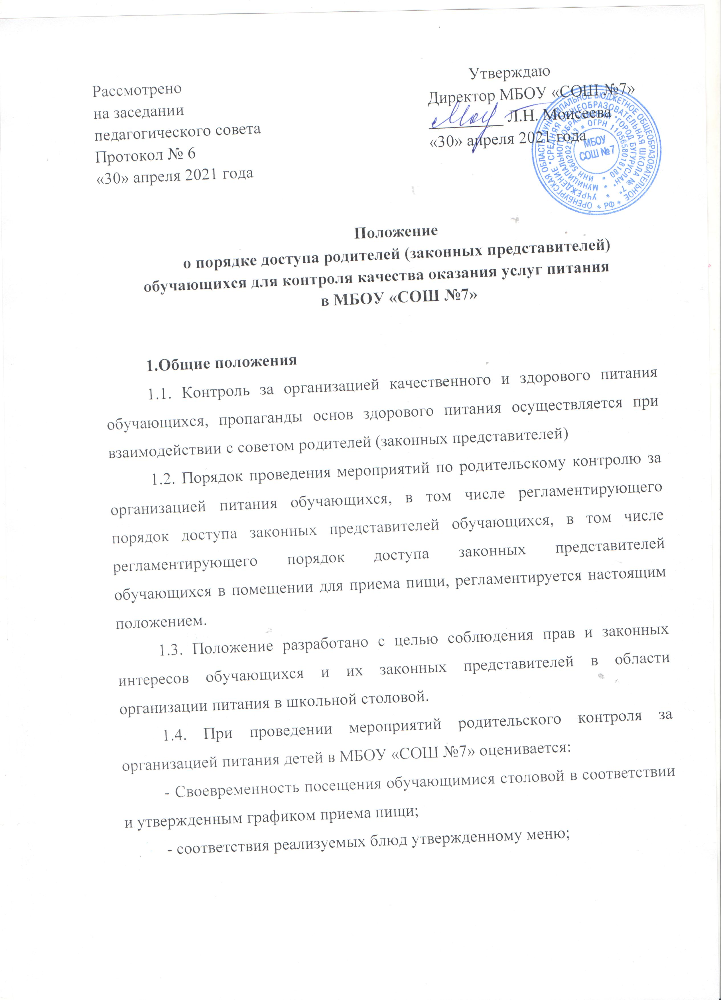 Рассмотрено
на заседании
педагогического совета
Протокол № 6
«30» апреля 2021 года
Утверждаю
Директор МБОУ «СОШ №7»
Л.Н. Моисеева
«30» апреля 2021 года
ОРЕНБУРГСКАЯ ОБЛАСТЬ МУНИЦИПАЛЬНОЕ БЮДЖЕТНОЕ ОБЩЕОБРАЗОВАТЕЛЬНОЕ * РФ *
УЧРЕЖДЕНИЕ "СРЕДНЯЯ ОБЩЕОБРАЗОВАТЕЛЬНАЯ ШКОЛА № 7" *
МУНИЦИПАЛЬНОГО ОБРАЗОВАНИЯ "ГОРОД БУГУРУСЛАН" *
* ОГРН 1105658018180 *
МБОУ
СОШ №7
Положение
о порядке доступа родителей (законных представителей)
обучающихся для контроля качества оказания услуг питания
в МБОУ «СОШ №7»
1.Общие положения
1.1. Контроль за организацией качественного и здорового питания
обучающихся, пропаганды основ здорового питания осуществляется при
взаимодействии с советом родителей (законных представителей)
1.2. Порядок проведения мероприятий по родительскому контролю за
организацией питания обучающихся, в том числе регламентирующего
порядок доступа законных представителей обучающихся, в том числе
регламентирующего порядок доступа законных представителей
обучающихся в помещении для приема пищи, регламентируется настоящим
положением.
1.3. Положение разработано с целью соблюдения прав и законных
интересов обучающихся и их законных представителей в области
организации питания в школьной столовой.
1.4. При проведении мероприятий родительского контроля за
организацией питания детей в МБОУ «СОШ №7» оценивается:
- Своевременность посещения обучающимися столовой в соответствии
и утвержденным графиком приема пищи;
- соответствия реализуемых блюд утвержденному меню;